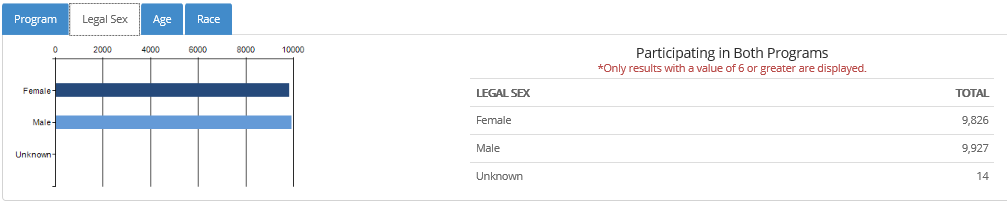 Program Legal Sex Age Race
0 2000 4000 6000 8000 10000
Female
Male
Unknown
Participating in Both Programs
*Only results with a value of 6 or greater are displayed.
LEGAL SEX TOTAL
Female 9,826
Male 9,927
Unknown 14